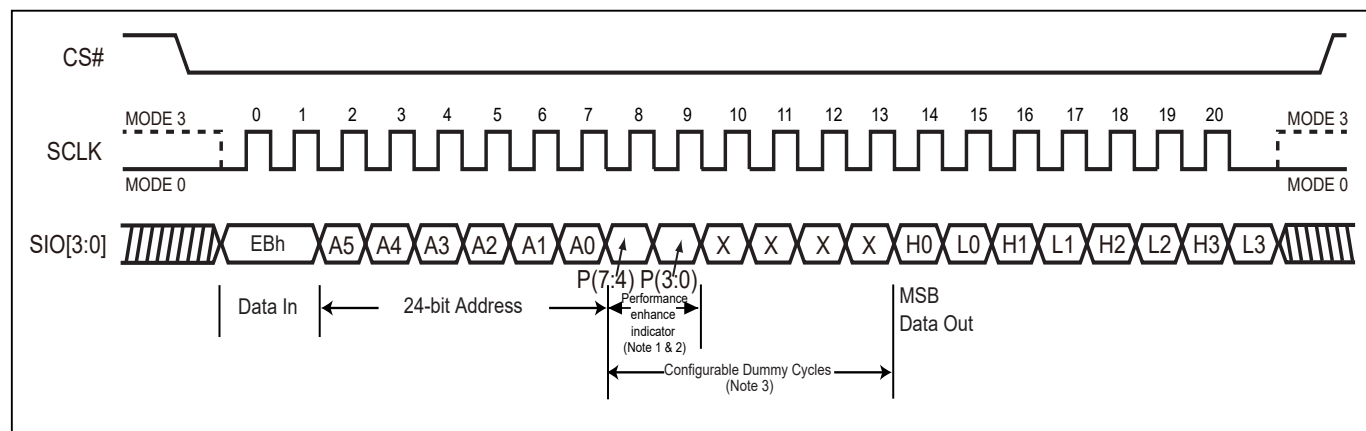 CS#
MODE 3
0 1 2 3 4 5 6 7 8 9 10 11 12 13 14 15 16 17 18 19 20
MODE 3
SCLK
MODE 0
MODE 0
SIO[3:0]
EBh A5 A4 A3 A2 A1 A0 X X X X H0 L0 H1 L1 H2 L2 H3 L3
P(7:4) P(3:0)
Data In
24-bit Address
Performance
enhance
indicator
(Note 1 & 2)
MSB
Data Out
Configurable Dummy Cycles
(Note 3)